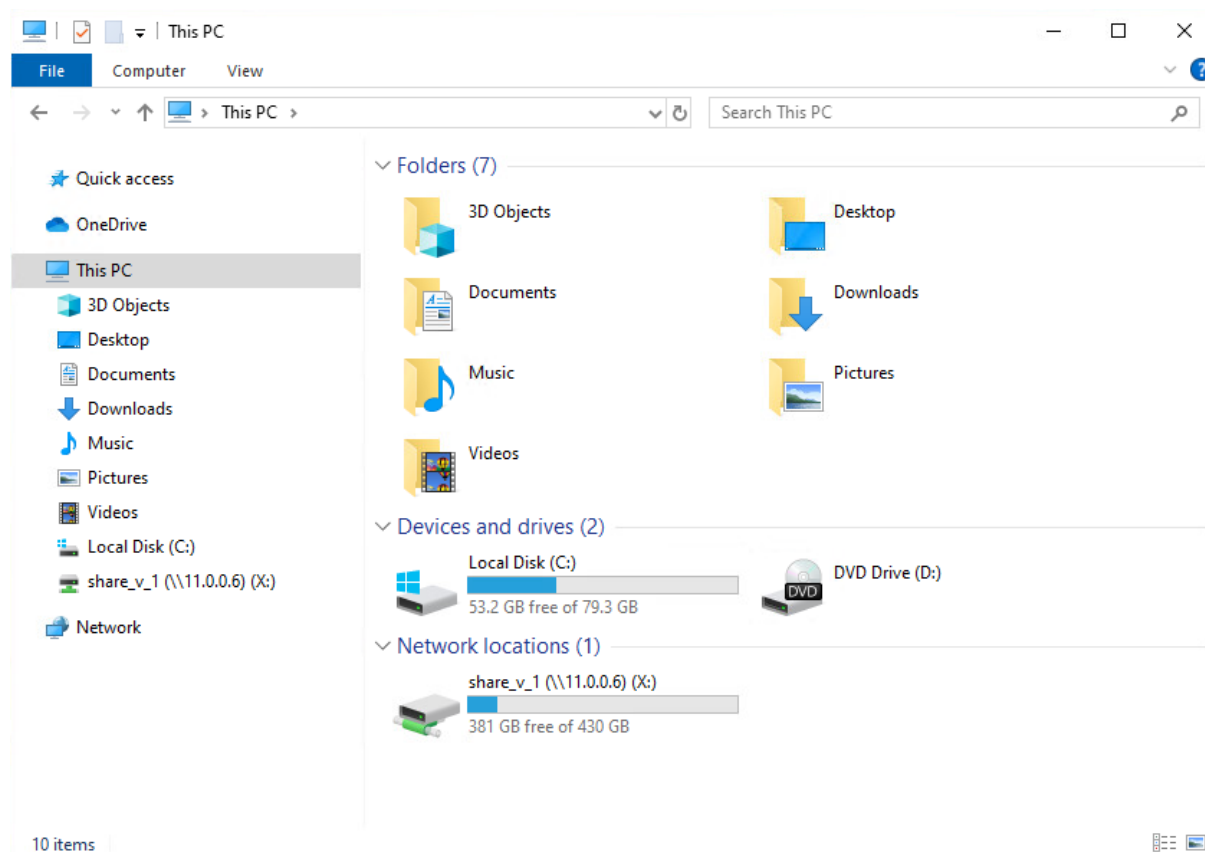 This PC
File Computer View
This PC
Search This PC
Quick access
OneDrive
This PC
3D Objects
Desktop
Documents
Downloads
Music
Pictures
Videos
Local Disk (C:)
share_v_1 (\\11.0.0.6) (X:)
Network
Folders (7)
3D Objects
Desktop
Documents
Downloads
Music
Pictures
Videos
Devices and drives (2)
Local Disk (C:)
53.2 GB free of 79.3 GB
DVD
DVD Drive (D:)
Network locations (1)
share_v_1 (\\11.0.0.6) (X:)
381 GB free of 430 GB
10 items